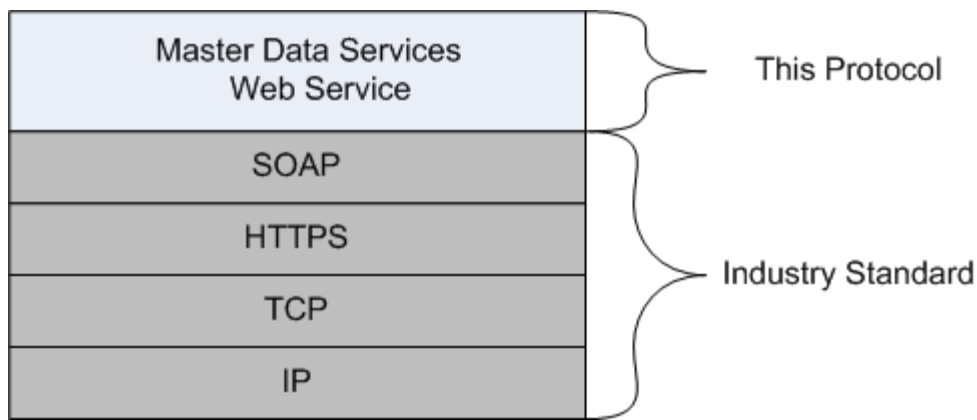 Master Data Services
Web Service
This Protocol
SOAP
HTTPS
TCP
IP
Industry Standard